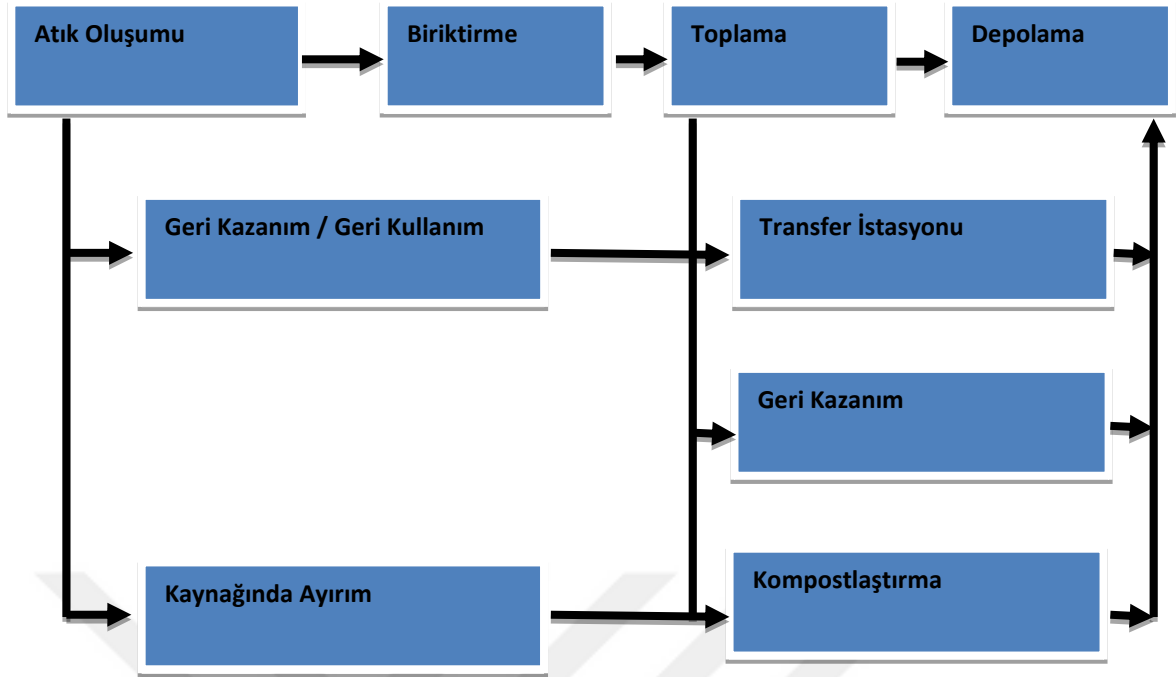 Atık Oluşumu
Biriktirme
Toplama
Depolama
Geri Kazanım / Geri Kullanım
Transfer İstasyonu
Geri Kazanım
Kaynağında Ayırım
Kompostlaştırma